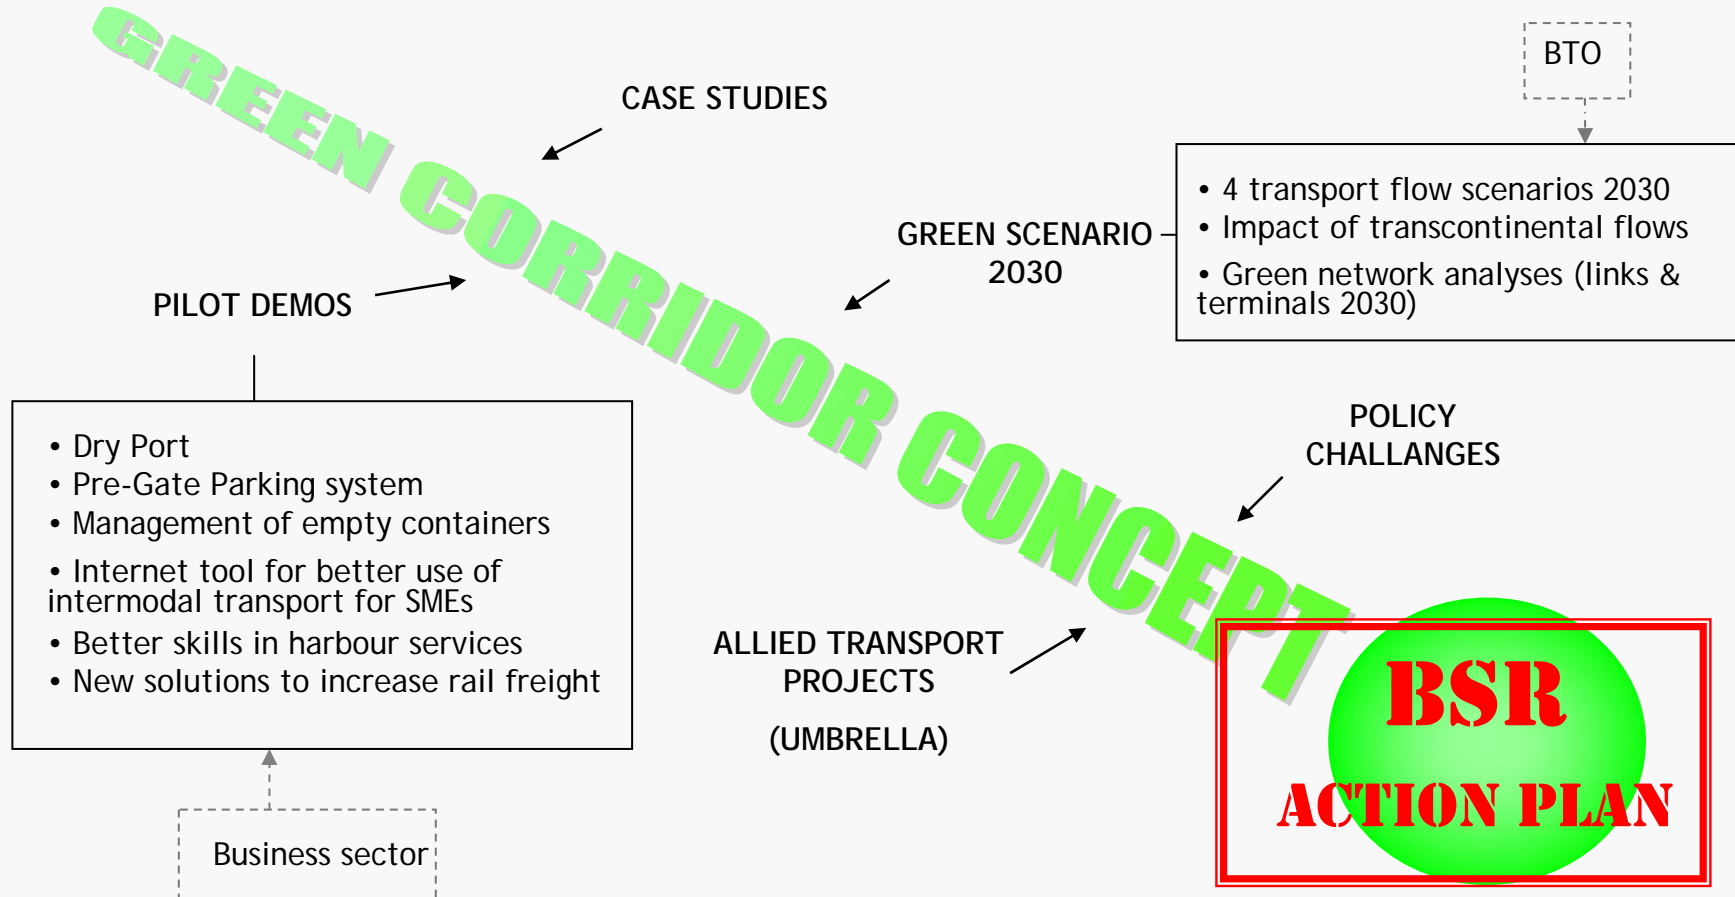 GREEN CORRIDOR CONCEPT
CASE STUDIES
BTO
• 4 transport flow scenarios 2030
• Impact of transcontinental flows
• Green network analyses (links &
terminals 2030)
GREEN SCENARIO
2030
PILOT DEMOS
• Dry Port
• Pre-Gate Parking system
• Management of empty containers
• Internet tool for better use of
intermodal transport for SMEs
• Better skills in harbour services
• New solutions to increase rail freight
POLICY
CHALLANGES
ALLIED TRANSPORT
PROJECTS
(UMBRELLA)
BSR
ACTION PLAN
Business sector